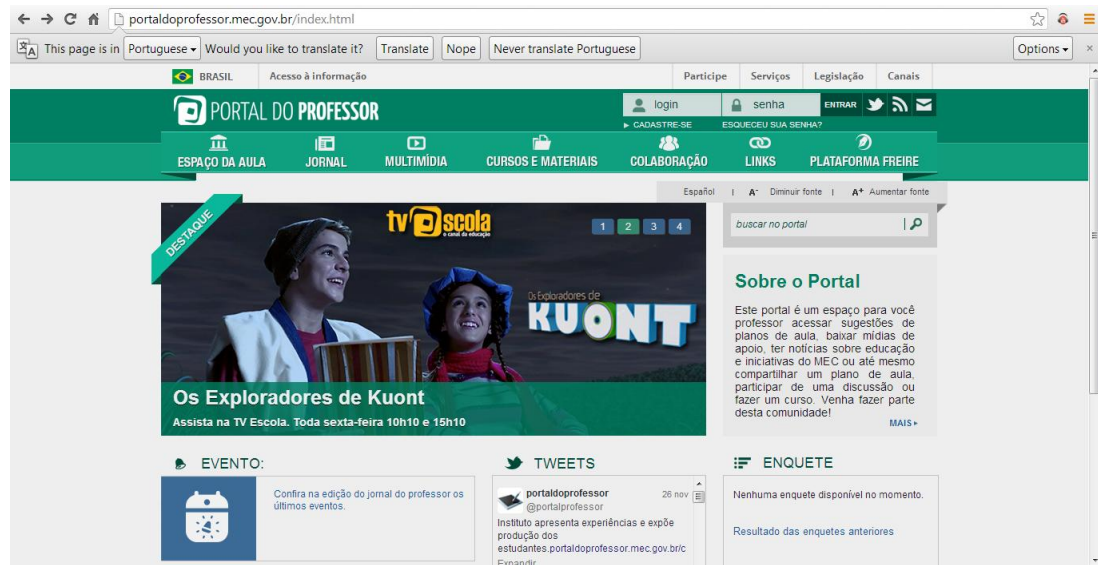 portaldoprofessor.mec.gov.br/index.html
This page is in Portuguese Would you like to translate it? Translate Nope Never translate Portuguese Options
BRASIL Acesso à informação Participe Serviços Legislação Canais
PORTAL DO PROFESSOR
login senha ENTRAR
CADASTRE-SE ESQUECEU SUA SENHA?
ESPAÇO DA AULA JORNAL MULTIMÍDIA CURSOS E MATERIAIS COLABORAÇÃO LINKS PLATAFORMA FREIRE
Español | A- Diminuir fonte | A+ Aumentar fonte
DESTAQUE
tv escola
o canal da educação
1 2 3 4
Os Exploradores de
KUONT
Os Exploradores de Kuont
Assista na TV Escola. Toda sexta-feira 10h10 e 15h10
buscar no portal
Sobre o Portal
Este portal é um espaço para você
professor acessar sugestões de
planos de aula, baixar mídias de
apoio, ter notícias sobre educação
e iniciativas do MEC ou até mesmo
compartilhar um plano de aula,
participar de uma discussão ou
fazer um curso. Venha fazer parte
desta comunidade!
MAIS
EVENTO:
Confira na edição do jornal do professor os
últimos eventos.
TWEETS
portaldoprofessor 26 nov
@portalprofessor
Instituto apresenta experiências e expõe
produção dos
estudantes.portaldoprofessor.mec.gov.br/c
Expandir
ENQUETE
Nenhuma enquete disponível no momento.
Resultado das enquetes anteriores